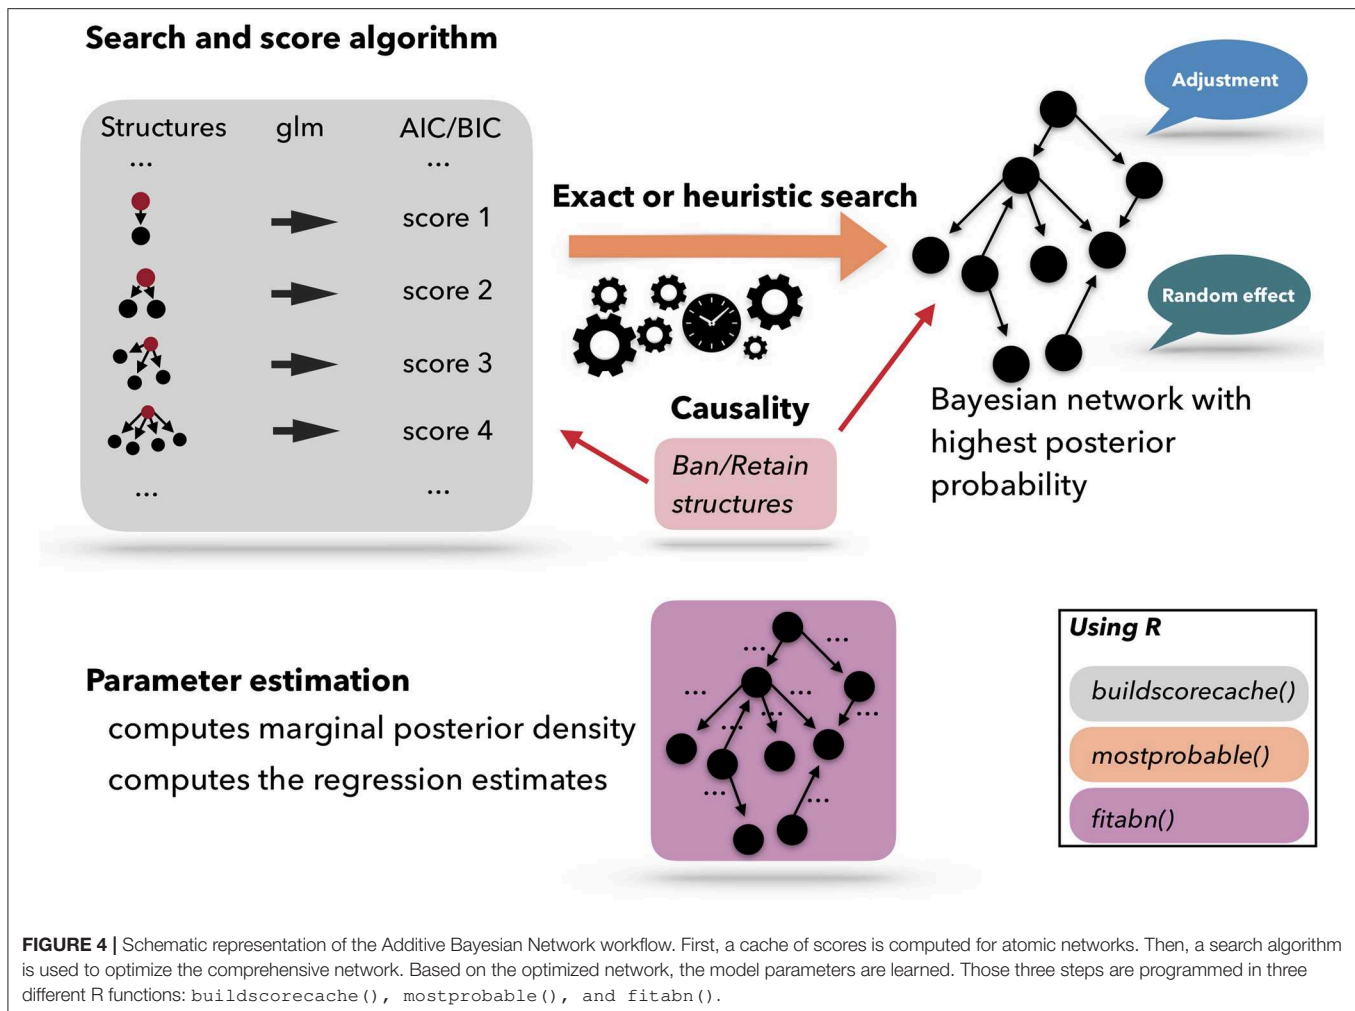 Search and score algorithm
Structures glm AIC/BIC
... ...
score 1
score 2
score 3
score 4
... ...
Exact or heuristic search
Causality
Ban/Retain
structures
Adjustment
Random effect
Bayesian network with
highest posterior
probability
Parameter estimation
computes marginal posterior density
computes the regression estimates
... ...
... ...
... ...
...
... ...
Using R
buildscorecache()
mostprobable()
fitabn()
FIGURE 4 | Schematic representation of the Additive Bayesian Network workflow. First, a cache of scores is computed for atomic networks. Then, a search algorithm
is used to optimize the comprehensive network. Based on the optimized network, the model parameters are learned. Those three steps are programmed in three
different R functions: buildscorecache(), mostprobable(), and fitabn().